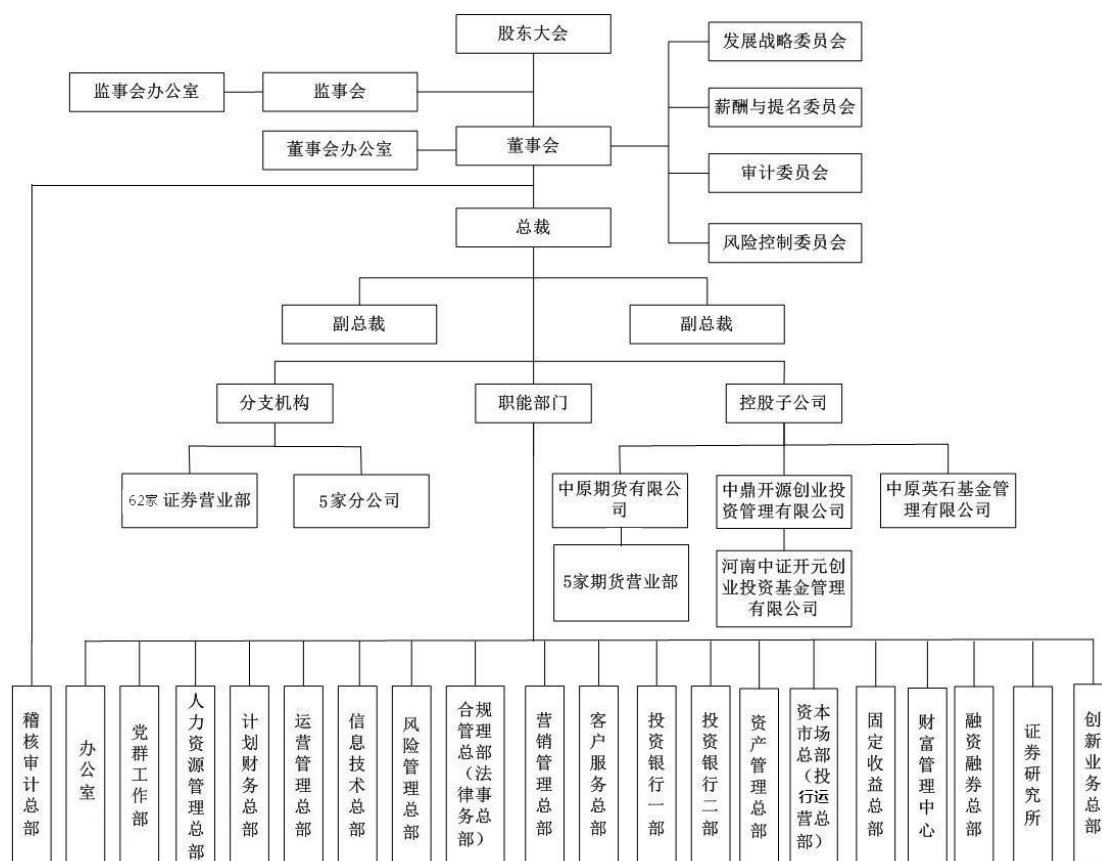 股东大会
发展战略委员会
监事会办公室
监事会
薪酬与提名委员会
董事会办公室
董事会
审计委员会
总裁
风险控制委员会
副总裁
副总裁
分支机构
职能部门
控股子公司
62家 证券营业部
5家分公司
中原期货有限公
司
中鼎开源创业投
资管理有限公司
中原英石基金管
理有限公司
5家期货营业部
河南中证开元创
业投资基金管理
有限公司
稽核审计总部
办公室
党群工作部
人力资源管理总部
计划财务总部
运营管理总部
信息技术总部
风险管理总部
合规
管理
总部
（法
律事
务总
部）
营销管理总部
客户服务总部
投资银行一部
投资银行二部
资产管理总部
资本
市场
总部
（投
行运
营总
部）
固定收益总部
财富管理中心
融资融券总部
证券研究所
创新业务总部